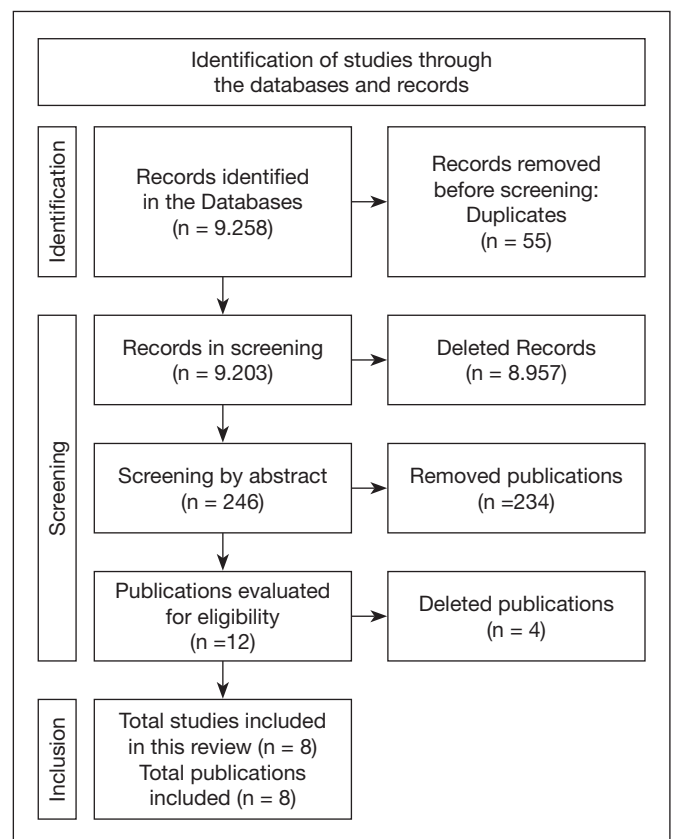 Identification of studies through
the databases and records
Identification
Records identified
in the Databases
(n = 9.258)
Records removed
before screening:
Duplicates
(n = 55)
Screening
Records in screening
(n = 9.203)
Deleted Records
(n = 8.957)
Screening by abstract
(n = 246)
Removed publications
(n =234)
Publications evaluated
for eligibility
(n =12)
Deleted publications
(n = 4)
Inclusion
Total studies included
in this review (n = 8)
Total publications
included (n = 8)